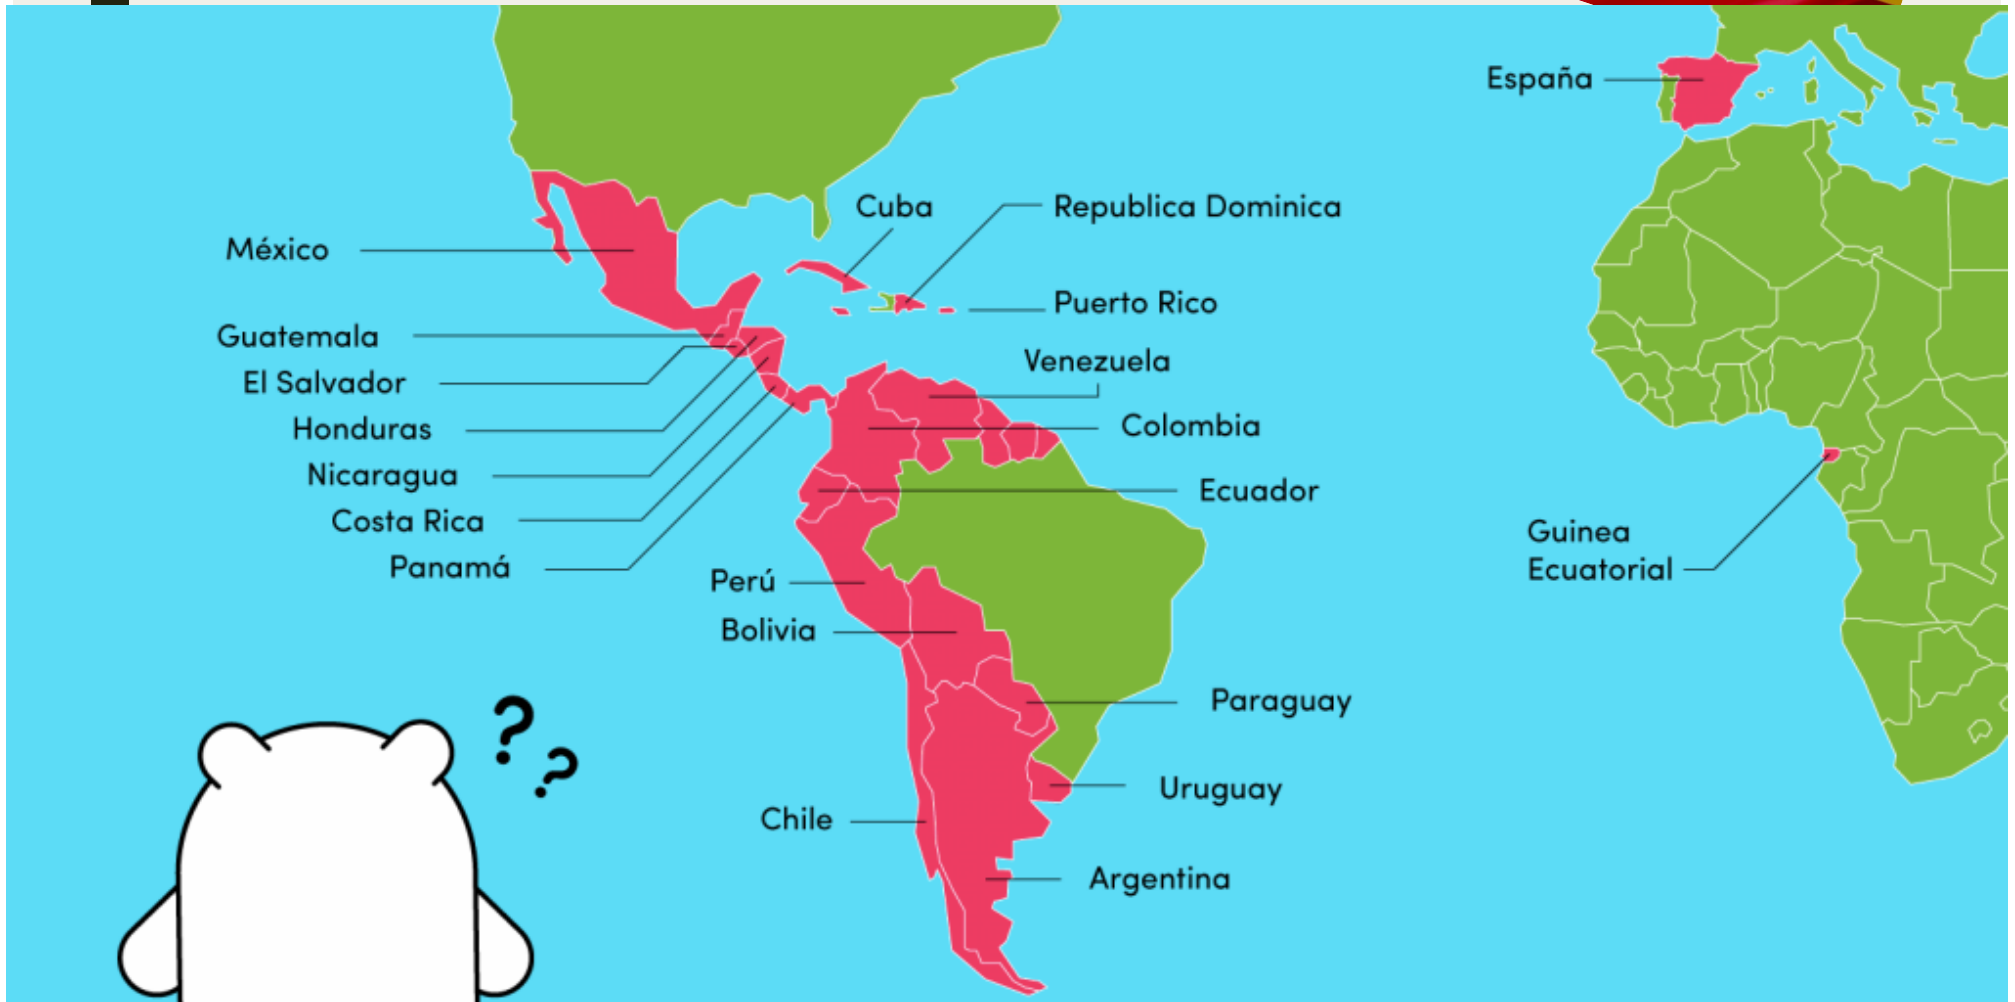 España
Cuba
Republica Dominica
México
Puerto Rico
Guatemala
Venezuela
El Salvador
Colombia
Honduras
Nicaragua
Ecuador
Costa Rica
Guinea
Ecuatorial
Panamá
Perú
Bolivia
Paraguay
??
Uruguay
Chile
Argentina